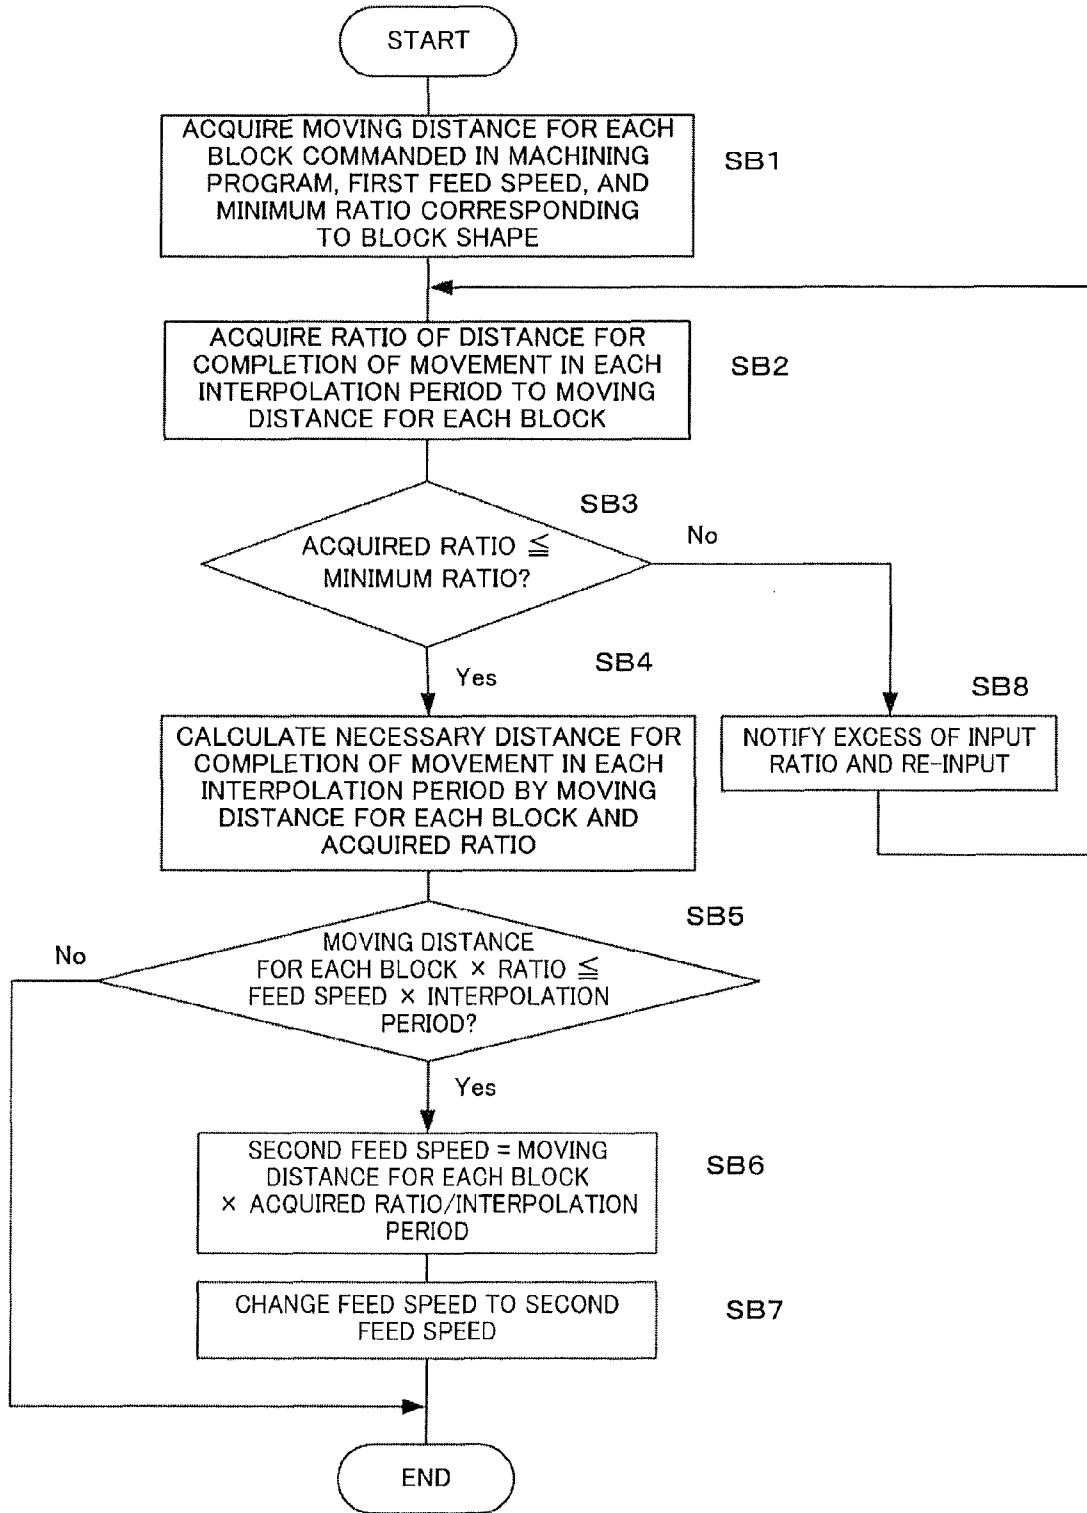 START
ACQUIRE MOVING DISTANCE FOR EACH
BLOCK COMMANDED IN MACHINING
PROGRAM, FIRST FEED SPEED, AND
MINIMUM RATIO CORRESPONDING
TO BLOCK SHAPE
SB1
ACQUIRE RATIO OF DISTANCE FOR
COMPLETION OF MOVEMENT IN EACH
INTERPOLATION PERIOD TO MOVING
DISTANCE FOR EACH BLOCK
SB2
SB3
ACQUIRED RATIO ≦
MINIMUM RATIO?
No
Yes
SB4
CALCULATE NECESSARY DISTANCE FOR
COMPLETION OF MOVEMENT IN EACH
INTERPOLATION PERIOD BY MOVING
DISTANCE FOR EACH BLOCK AND
ACQUIRED RATIO
SB8
NOTIFY EXCESS OF INPUT
RATIO AND RE-INPUT
SB5
MOVING DISTANCE
FOR EACH BLOCK × RATIO ≦
FEED SPEED × INTERPOLATION
PERIOD?
No
Yes
SECOND FEED SPEED = MOVING
DISTANCE FOR EACH BLOCK
× ACQUIRED RATIO/INTERPOLATION
PERIOD
SB6
CHANGE FEED SPEED TO SECOND
FEED SPEED
SB7
END